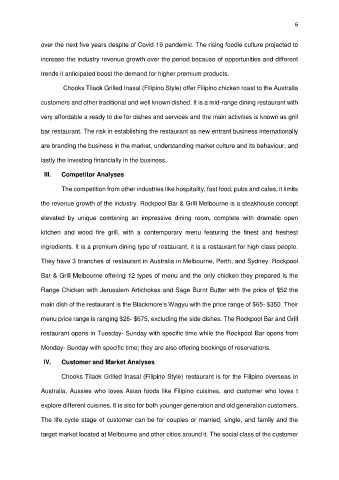 6
over the next five years despite of Covid-19 pandemic. The rising foodie culture projected to
increase the industry revenue growth over the period because of opportunities and different
trends it anticipated boost the demand for higher premium products.
Chooks Tilaok Grilled Inasal (Filipino Style) offer Filipino chicken roast to the Australia
customers and other traditional and well known dished. It is a mid-range dining restaurant with
very affordable a ready to die for dishes and services and the main activities is known as grill
bar restaurant. The risk in establishing the restaurant as new entrant business internationally
are branding the business in the market, understanding market culture and its behaviour, and
lastly the investing financially in the business.
III. Competitor Analyses
The competition from other industries like hospitality, fast food, pubs and cafes, it limits
the revenue growth of the industry. Rockpool Bar & Grill Melbourne is a steakhouse concept
elevated by unique combining an impressive dining room, complete with dramatic open
kitchen and wood fire grill, with a contemporary menu featuring the finest and freshest
ingredients. It is a premium dining type of restaurant, it is a restaurant for high class people.
They have 3 branches of restaurant in Australia in Melbourne, Perth, and Sydney. Rockpool
Bar & Grill Melbourne offering 12 types of menu and the only chicken they prepared is the
Range Chicken with Jerusalem Artichokes and Sage Burnt Butter with the price of $52 the
main dish of the restaurant is the Blackmore's Wagyu with the price range of $65- $350. Their
menu price range is ranging $26- $675, excluding the side dishes. The Rockpool Bar and Grill
restaurant opens in Tuesday- Sunday with specific time while the Rockpool Bar opens from
Monday- Sunday with specific time; they are also offering bookings of reservations.
IV. Customer and Market Analyses
Chooks Tilaok Grilled Inasal (Filipino Style) restaurant is for the Filipino overseas in
Australia, Aussies who loves Asian foods like Filipino cuisines, and customer who loves t
explore different cuisines. It is also for both younger generation and old generation customers.
The life cycle stage of customer can be for couples or married, single, and family and the
target market located at Melbourne and other cities around it. The social class of the customer